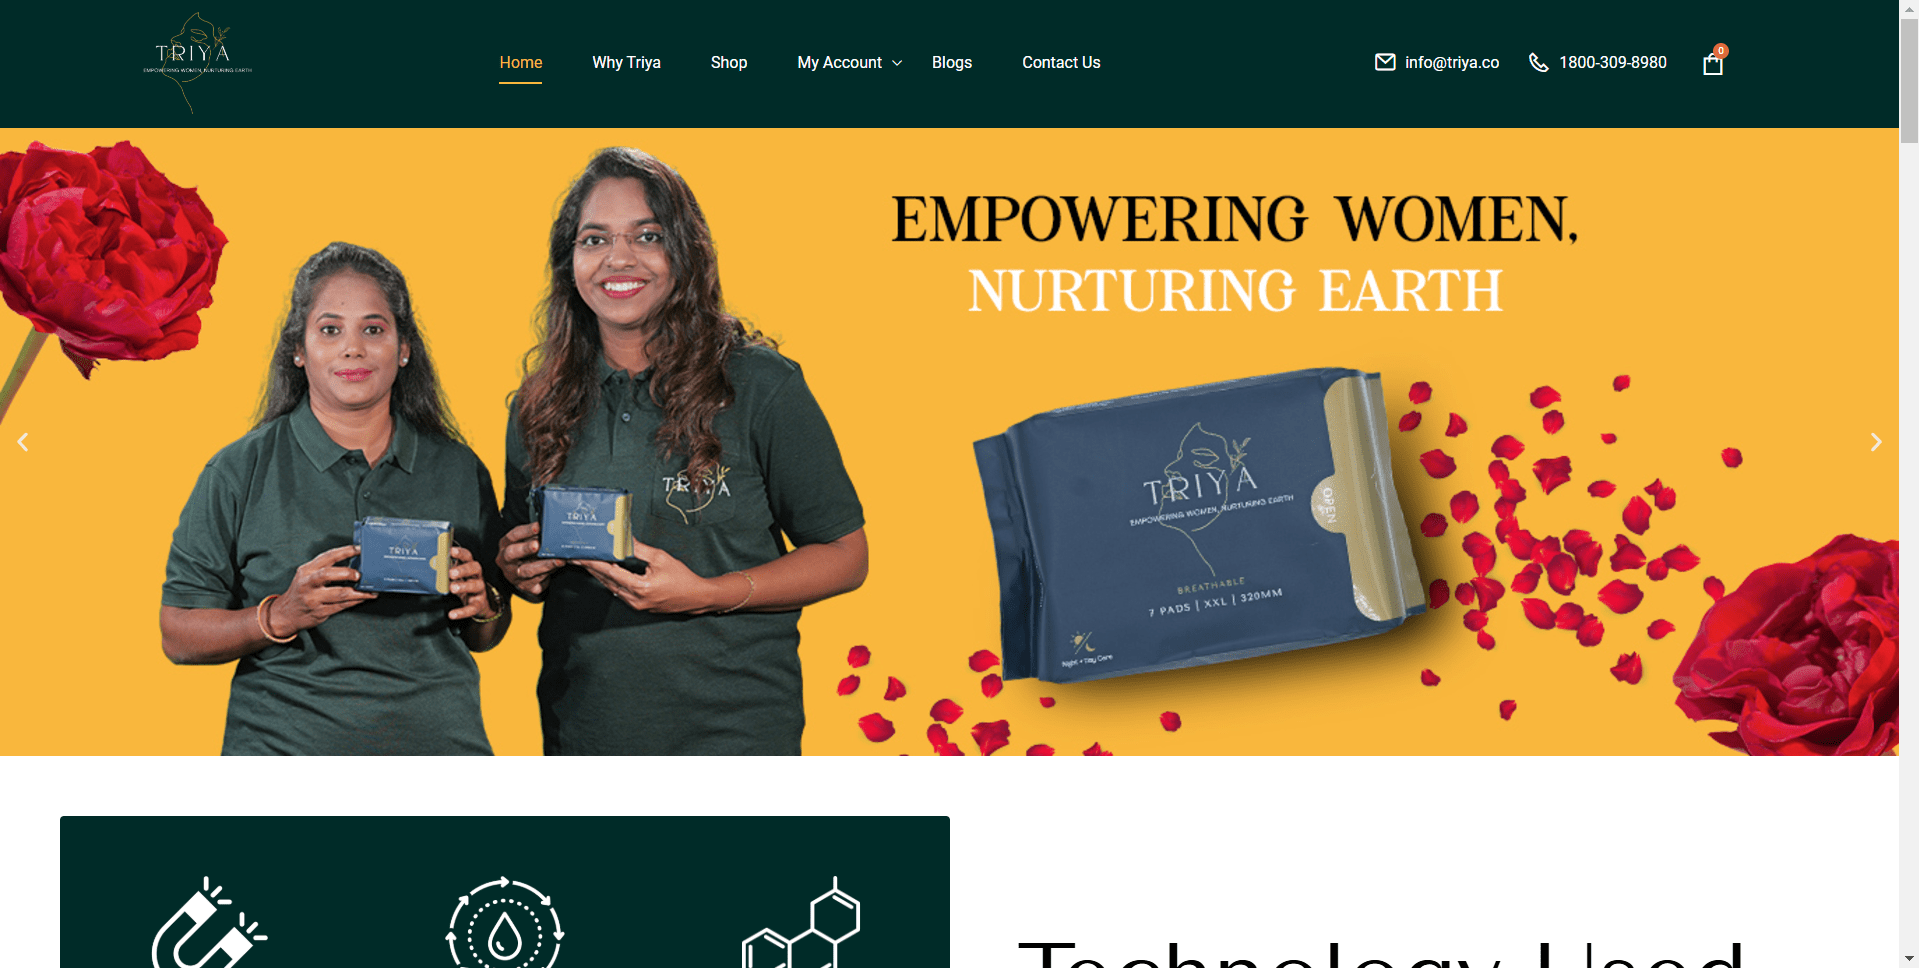 TRIYA
EMPOWERING WOMEN, NURTURING EARTH
Home
Why Triya
Shop
My Account
Blogs
Contact Us
info@triya.co
1800-309-8980
0
EMPOWERING WOMEN,
NURTURING EARTH
TRIYA
TRIYA
TRIYA
TRIYA
EMPOWERING WOMEN, NURTURING EARTH
OPEN
BREATHABLE
7 PADS | XXL | 320MM
Night + Day Care
Technology Used